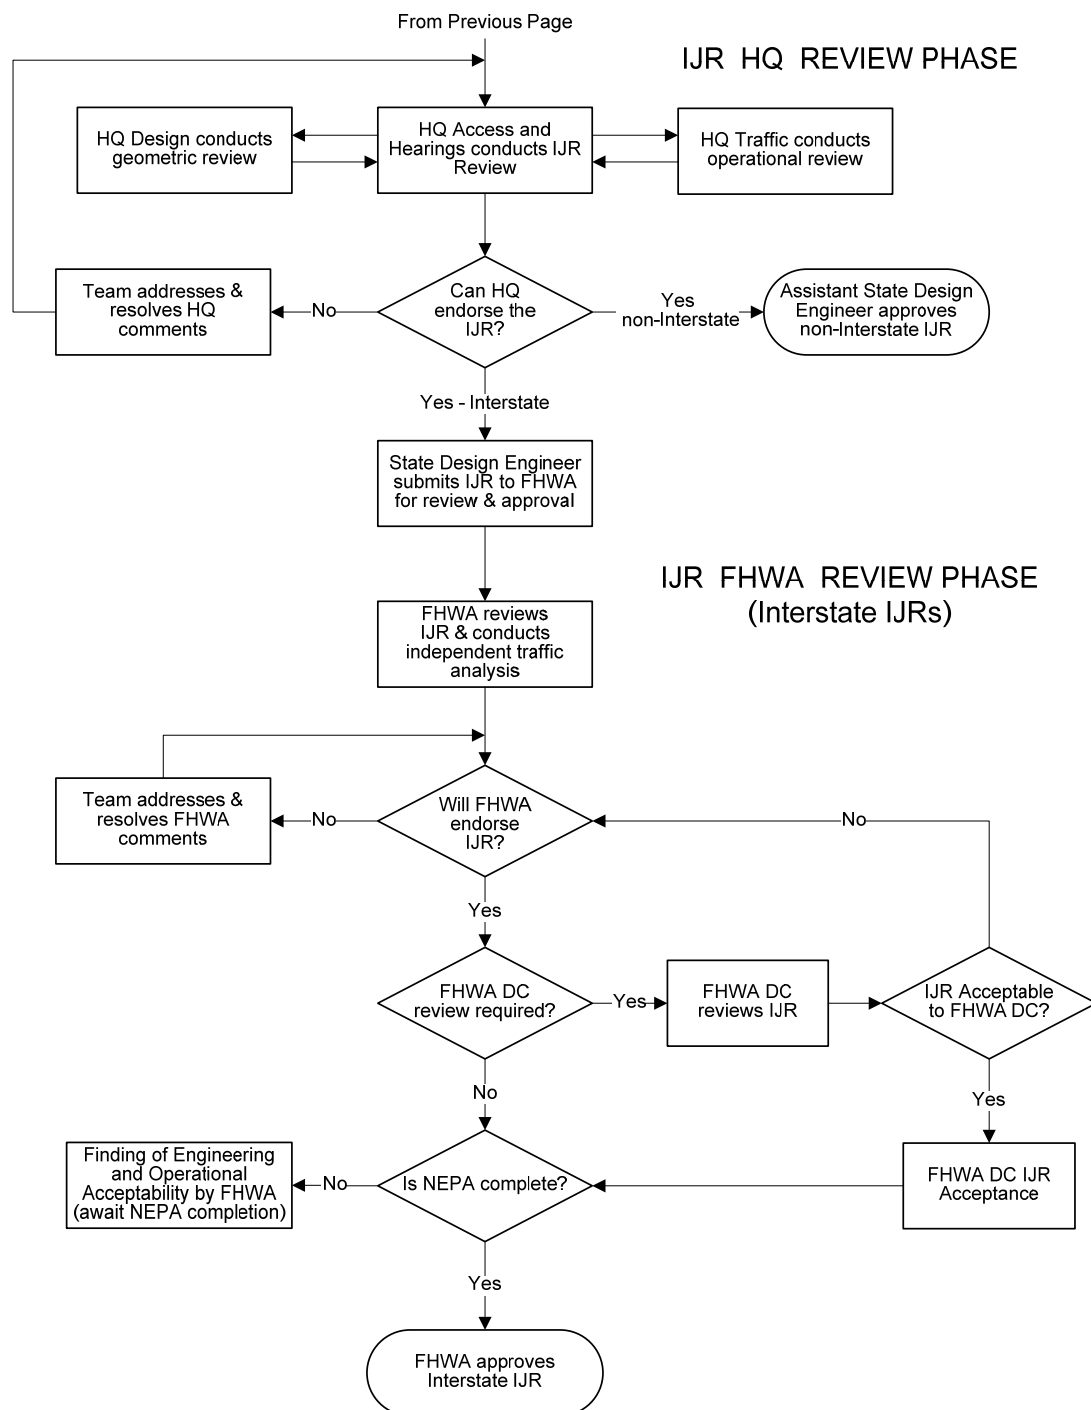 From Previous Page
IJR HQ REVIEW PHASE
HQ Design conducts
geometric review
HQ Access and
Hearings conducts IJR
Review
HQ Traffic conducts
operational review
Team addresses &
resolves HQ
comments
No
Can HQ
endorse the
IJR?
Yes
non-Interstate
Assistant State Design
Engineer approves
non-Interstate IJR
Yes - Interstate
State Design Engineer
submits IJR to FHWA
for review & approval
IJR FHWA REVIEW PHASE
(Interstate IJRs)
FHWA reviews
IJR & conducts
independent traffic
analysis
Team addresses &
resolves FHWA
comments
No
Will FHWA
endorse
IJR?
No
Yes
FHWA DC
review required?
Yes
FHWA DC
reviews IJR
IJR Acceptable
to FHWA DC?
No
Yes
Finding of Engineering
and Operational
Acceptability by FHWA
(await NEPA completion)
No
Is NEPA complete?
FHWA DC IJR
Acceptance
Yes
FHWA approves
Interstate IJR